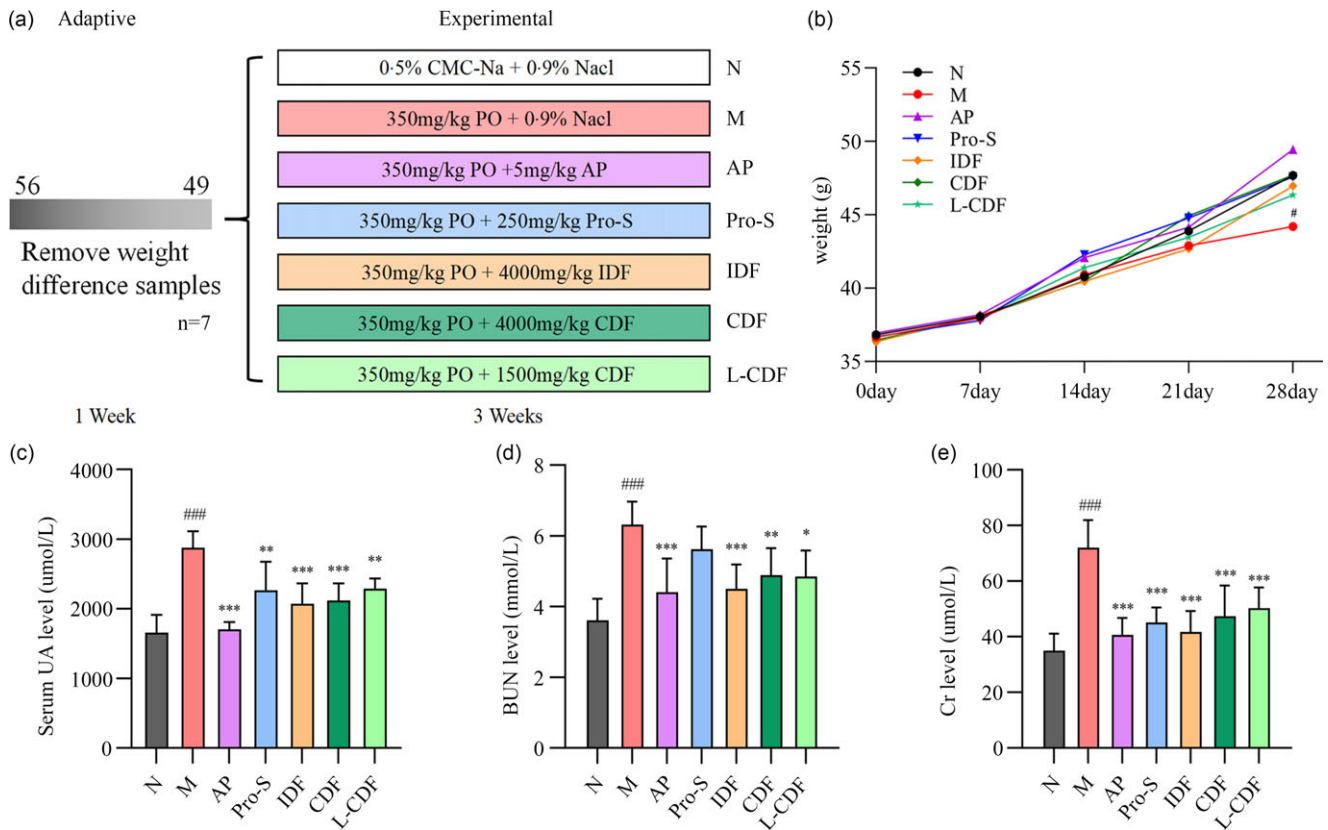 (a) Adaptive Experimental
0·5% CMC-Na + 0·9% Nacl N
350mg/kg PO + 0·9% Nacl M
350mg/kg PO +5mg/kg AP AP
56 49
350mg/kg PO + 250mg/kg Pro-S Pro-S
Remove weight
difference samples
350mg/kg PO + 4000mg/kg IDF IDF
n=7
350mg/kg PO + 4000mg/kg CDF CDF
350mg/kg PO + 1500mg/kg CDF L-CDF
1 Week 3 Weeks
(b)
weight (g)
55
50
45
40
35
N
M
AP
Pro-S
IDF
CDF
L-CDF
#
0day 7day 14day 21day 28day
(c)
Serum UA level (umol/L)
4000
3000
2000
1000
0
### *** ** *** *** **
N M AP Pro-S IDF CDF L-CDF
(d)
BUN level (mmol/L)
8
6
4
2
0
### *** *** ** *
N M AP Pro-S IDF CDF L-CDF
(e)
Cr level (umol/L)
100
80
60
40
20
0
### *** *** *** *** ***
N M AP Pro-S IDF CDF L-CDF